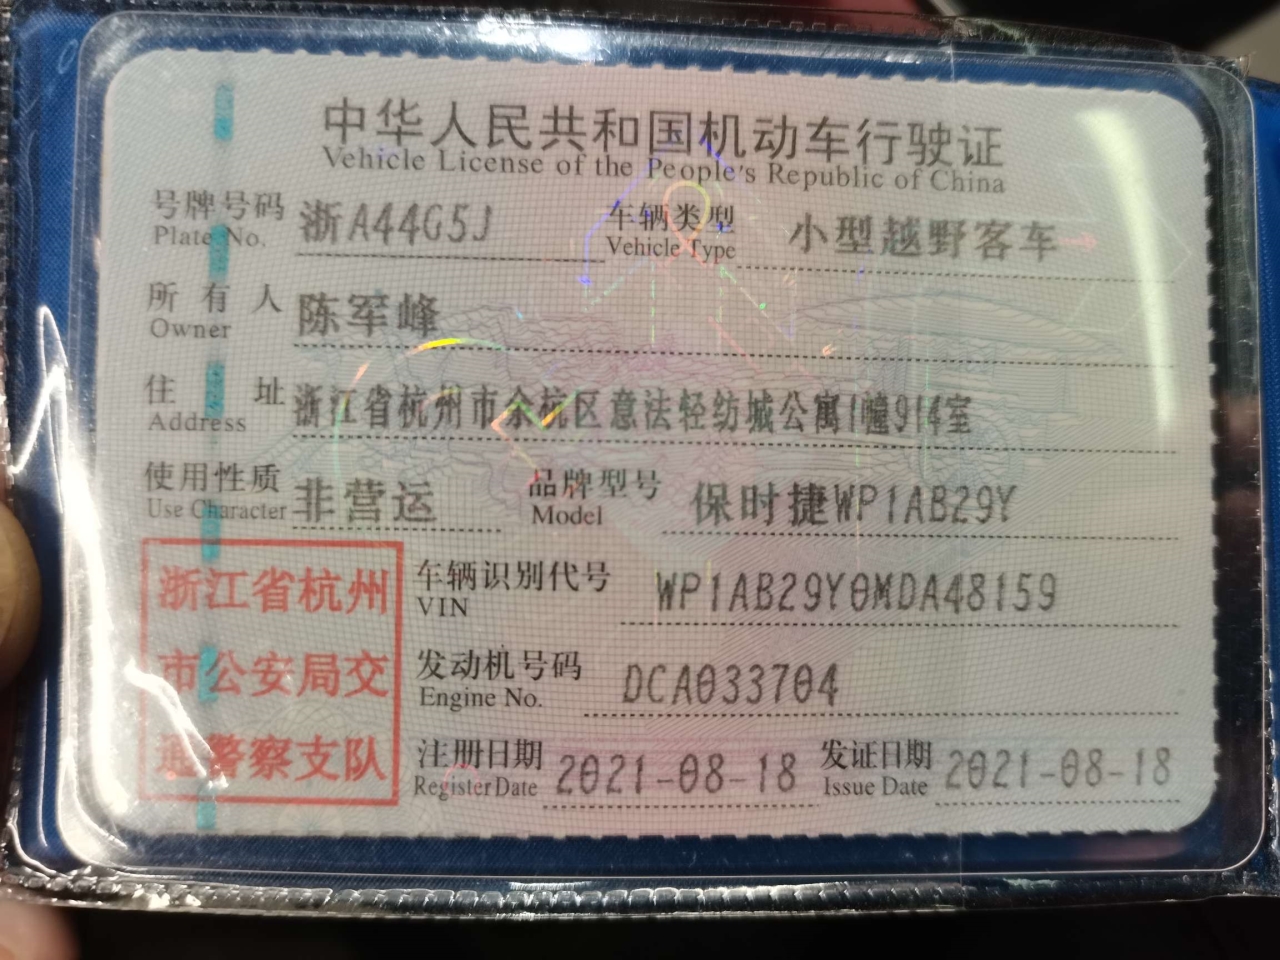 中华人民共和国机动车行驶证
Vehicle License of the People's Republic of China
号牌号码 浙A44G5J 车辆类型 小型越野客车
Plate No. Vehicle Type
所有人 陈军峰
Owner
住址 浙江省杭州市余杭区意法轻纺城公寓1幢914室
Address
使用性质 非营运 品牌型号 保时捷WP1AB29Y
Use Character Model
浙江省杭州
市公安局交
通警察支队
车辆识别代号 WP1AB29Y0MDA48159
VIN
发动机号码 DCA033704
Engine No.
注册日期 2021-08-18 发证日期 2021-08-18
Register Date Issue Date